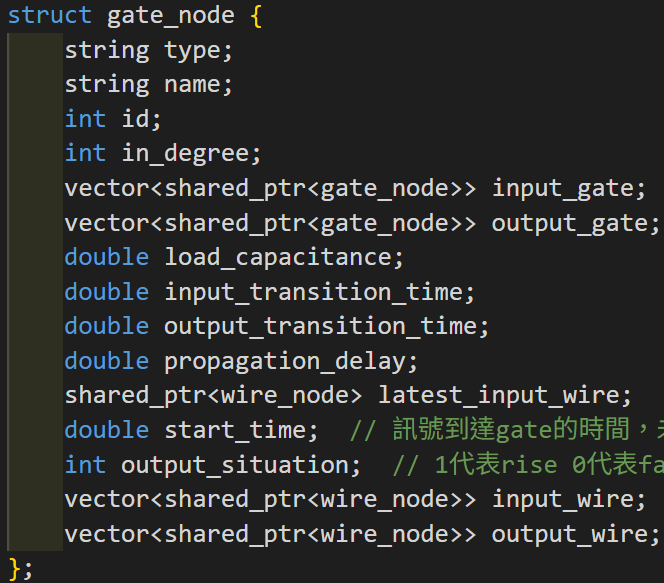 struct gate_node {
string type;
string name;
int id;
int in_degree;
vector<shared_ptr<gate_node>> input_gate;
vector<shared_ptr<gate_node>> output_gate;
double load_capacitance;
double input_transition_time;
double output_transition_time;
double propagation_delay;
shared_ptr<wire_node> latest_input_wire;
double start_time; // 訊號到達gate的時間，
int output_situation; // 1代表rise 0代表fa
vector<shared_ptr<wire_node>> input_wire;
vector<shared_ptr<wire_node>> output_wire;
};